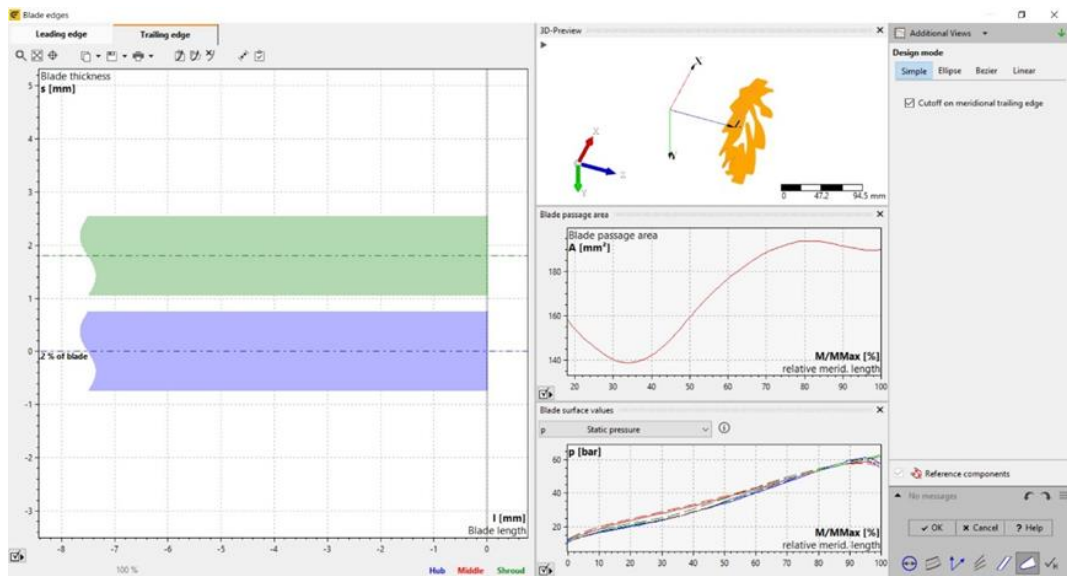 Blade edges
Leading edge
Trailing edge
Blade thickness
s [mm]
5
4
3
2
1
0
-1
-2
-3
2 % of blade
l [mm]
Blade length
-8
-7
-6
-5
-4
-3
-2
-1
0
100 %
Hub
Middle
Shroud
3D-Preview
X
X
Z
Y
0
47.2
94.5 mm
Blade passage area
Blade passage area
A [mm²]
180
160
140
M/MMax [%]
relative merid. length
20
30
40
50
60
70
80
90
100
Blade surface values
p
Static pressure
p [bar]
60
40
20
M/MMax [%]
relative merid. length
0
10
20
30
40
50
60
70
80
90
100
Additional Views
Design mode
Simple
Ellipse
Bezier
Linear
Cutoff on meridional trailing edge
Reference components
No messages
OK
Cancel
? Help